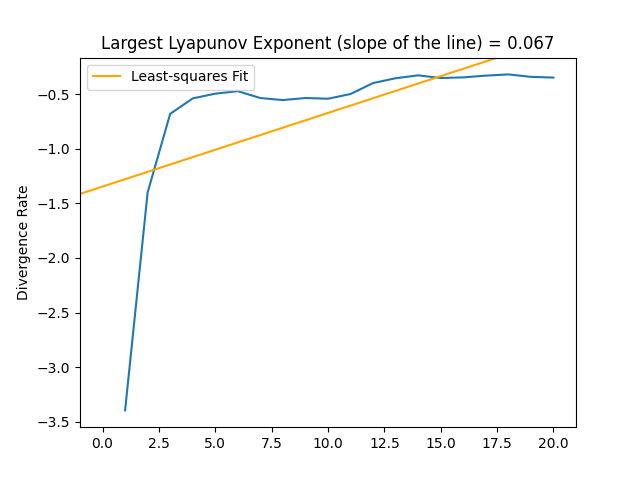 Largest Lyapunov Exponent (slope of the line) = 0.067
Least-squares Fit
Divergence Rate
−0.5
−1.0
−1.5
−2.0
−2.5
−3.0
−3.5
0.0 2.5 5.0 7.5 10.0 12.5 15.0 17.5 20.0